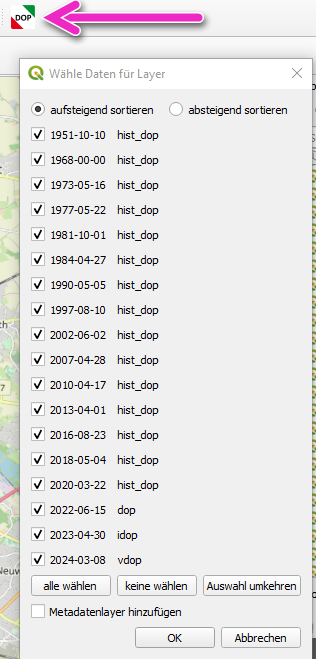 DOP
Wähle Daten für Layer
aufsteigend sortieren absteigend sortieren
1951-10-10 hist_dop
1968-00-00 hist_dop
1973-05-16 hist_dop
1977-05-22 hist_dop
1981-10-01 hist_dop
1984-04-27 hist_dop
1990-05-05 hist_dop
1997-08-10 hist_dop
2002-06-02 hist_dop
2007-04-28 hist_dop
2010-04-17 hist_dop
2013-04-01 hist_dop
2016-08-23 hist_dop
2018-05-04 hist_dop
2020-03-22 hist_dop
2022-06-15 dop
2023-04-30 idop
2024-03-08 vdop
alle wählen keine wählen Auswahl umkehren
Metadatenlayer hinzufügen
OK Abbrechen